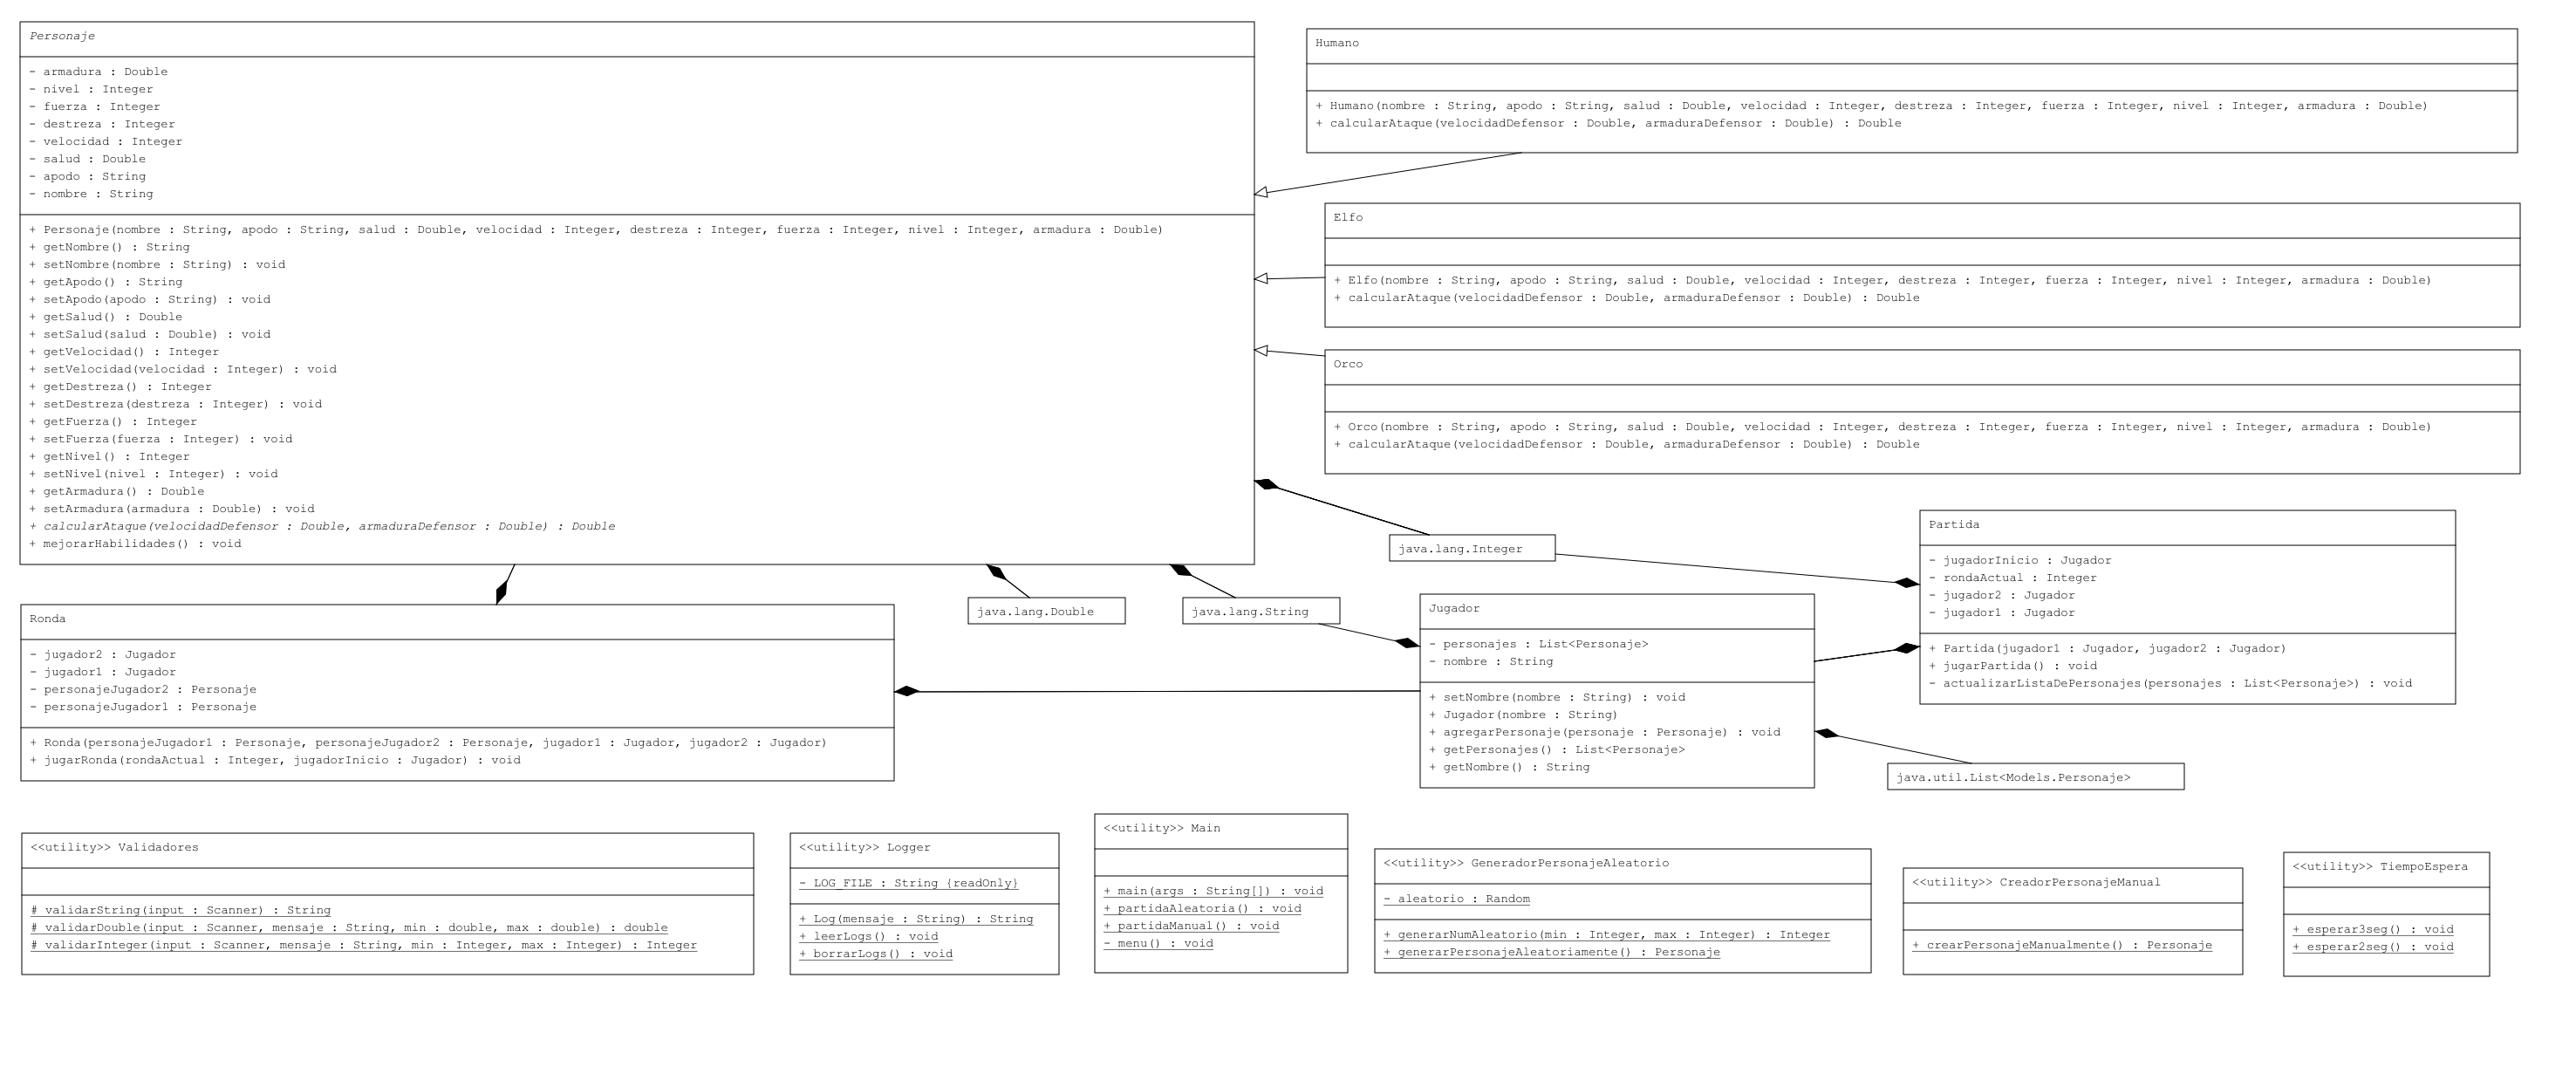 Personaje
- armadura : Double
- nivel : Integer
- fuerza : Integer
- destreza : Integer
- velocidad : Integer
- salud : Double
- apodo : String
- nombre : String
+ Personaje(nombre : String, apodo : String, salud : Double, velocidad : Integer, destreza : Integer, fuerza : Integer, nivel : Integer, armadura : Double)
+ getNombre() : String
+ setNombre(nombre : String) : void
+ getApodo() : String
+ setApodo(apodo : String) : void
+ getSalud() : Double
+ setSalud(salud : Double) : void
+ getVelocidad() : Integer
+ setVelocidad(velocidad : Integer) : void
+ getDestreza() : Integer
+ setDestreza(destreza : Integer) : void
+ getFuerza() : Integer
+ setFuerza(fuerza : Integer) : void
+ getNivel() : Integer
+ setNivel(nivel : Integer) : void
+ getArmadura() : Double
+ setArmadura(armadura : Double) : void
+ calcularAtaque(velocidadDefensor : Double, armaduraDefensor : Double) : Double
+ mejorarHabilidades() : void
Humano
+ Humano(nombre : String, apodo : String, salud : Double, velocidad : Integer, destreza : Integer, fuerza : Integer, nivel : Integer, armadura : Double)
+ calcularAtaque(velocidadDefensor : Double, armaduraDefensor : Double) : Double
Elfo
+ Elfo(nombre : String, apodo : String, salud : Double, velocidad : Integer, destreza : Integer, fuerza : Integer, nivel : Integer, armadura : Double)
+ calcularAtaque(velocidadDefensor : Double, armaduraDefensor : Double) : Double
Orco
+ Orco(nombre : String, apodo : String, salud : Double, velocidad : Integer, destreza : Integer, fuerza : Integer, nivel : Integer, armadura : Double)
+ calcularAtaque(velocidadDefensor : Double, armaduraDefensor : Double) : Double
java.lang.Integer
Partida
- jugadorInicio : Jugador
- rondaActual : Integer
- jugador2 : Jugador
- jugador1 : Jugador
+ Partida(jugador1 : Jugador, jugador2 : Jugador)
+ jugarPartida() : void
- actualizarListaDePersonajes(personajes : List<Personaje>) : void
java.lang.Double
java.lang.String
Jugador
- personajes : List<Personaje>
- nombre : String
+ setNombre(nombre : String) : void
+ Jugador(nombre : String)
+ agregarPersonaje(personaje : Personaje) : void
+ getPersonajes() : List<Personaje>
+ getNombre() : String
Ronda
- jugador2 : Jugador
- jugador1 : Jugador
- personajeJugador2 : Personaje
- personajeJugador1 : Personaje
+ Ronda(personajeJugador1 : Personaje, personajeJugador2 : Personaje, jugador1 : Jugador, jugador2 : Jugador)
+ jugarRonda(rondaActual : Integer, jugadorInicio : Jugador) : void
java.util.List<Models.Personaje>
<<utility>> Validadores
# validarString(input : Scanner) : String
# validarDouble(input : Scanner, mensaje : String, min : double, max : double) : double
# validarInteger(input : Scanner, mensaje : String, min : Integer, max : Integer) : Integer
<<utility>> Logger
- LOG_FILE : String {readOnly}
+ Log(mensaje : String) : String
+ leerLogs() : void
+ borrarLogs() : void
<<utility>> Main
+ main(args : String[]) : void
+ partidaAleatoria() : void
+ partidaManual() : void
- menu() : void
<<utility>> GeneradorPersonajeAleatorio
- aleatorio : Random
+ generarNumAleatorio(min : Integer, max : Integer) : Integer
+ generarPersonajeAleatoriamente() : Personaje
<<utility>> CreadorPersonajeManual
+ crearPersonajeManualmente() : Personaje
<<utility>> TiempoEspera
+ esperar3seg() : void
+ esperar2seg() : void